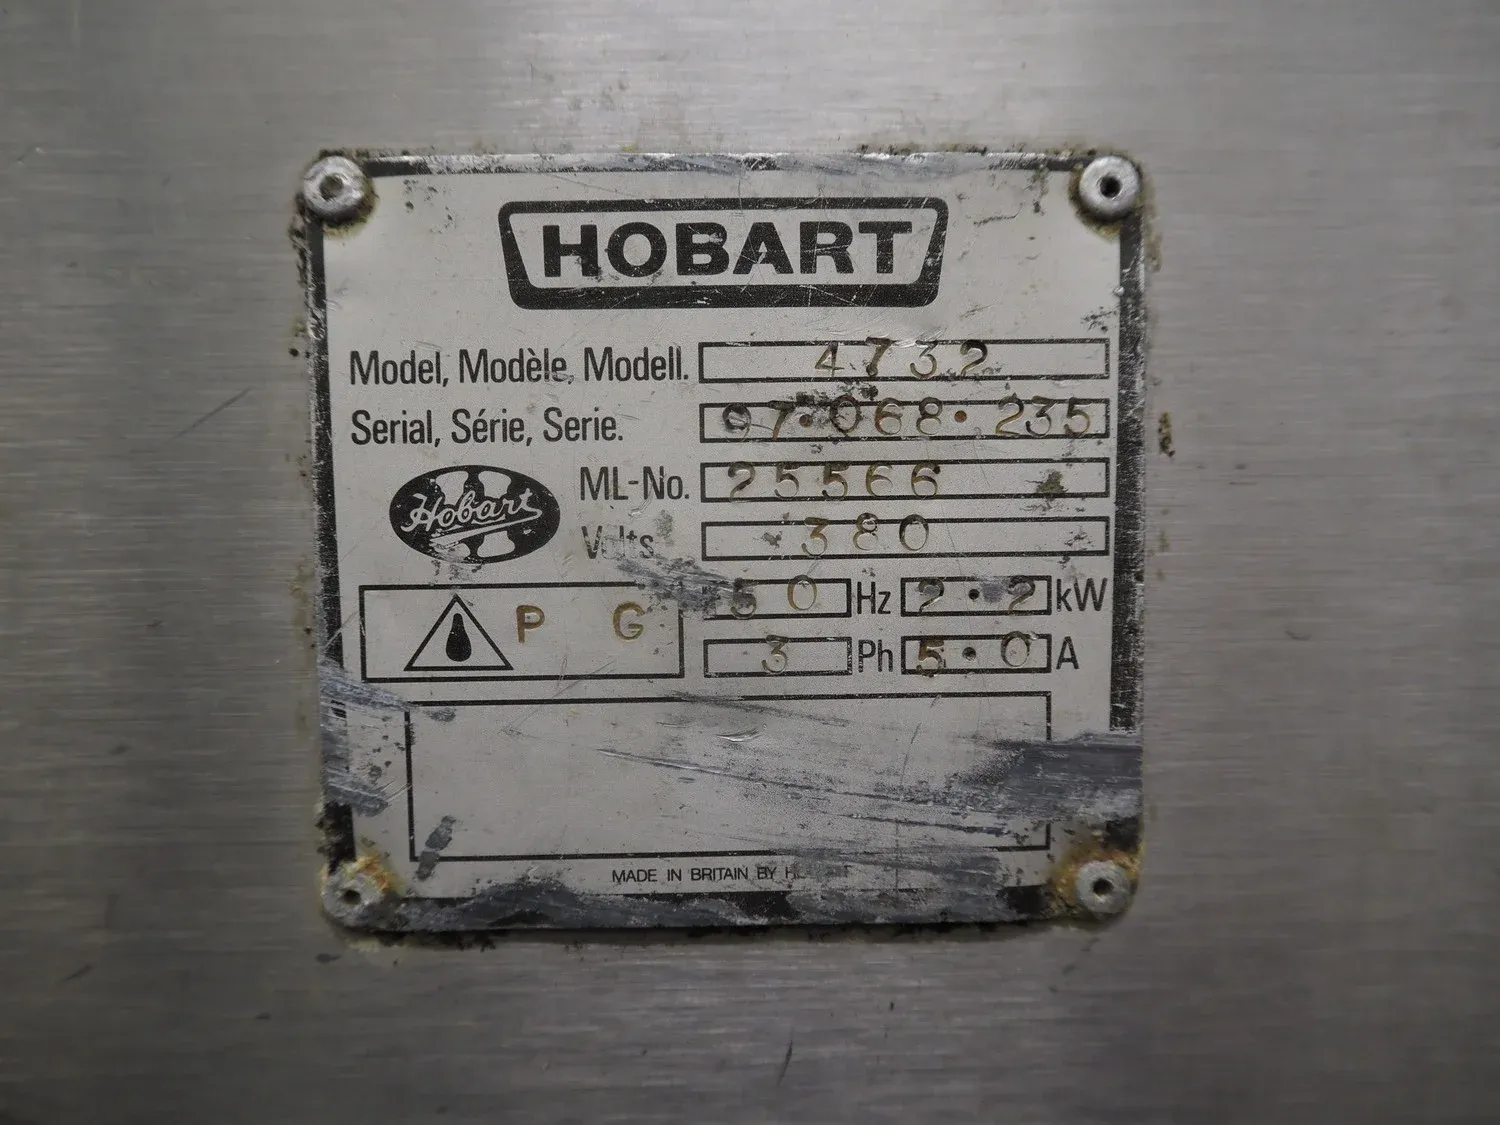 HOBART
Model, Modèle, Modell. 4732
Serial, Série, Serie. 97·068·235
Hobart
ML-No. 25566
Volts 380
50 Hz 2·2 kW
P G
3 Ph 5·0 A
MADE IN BRITAIN BY